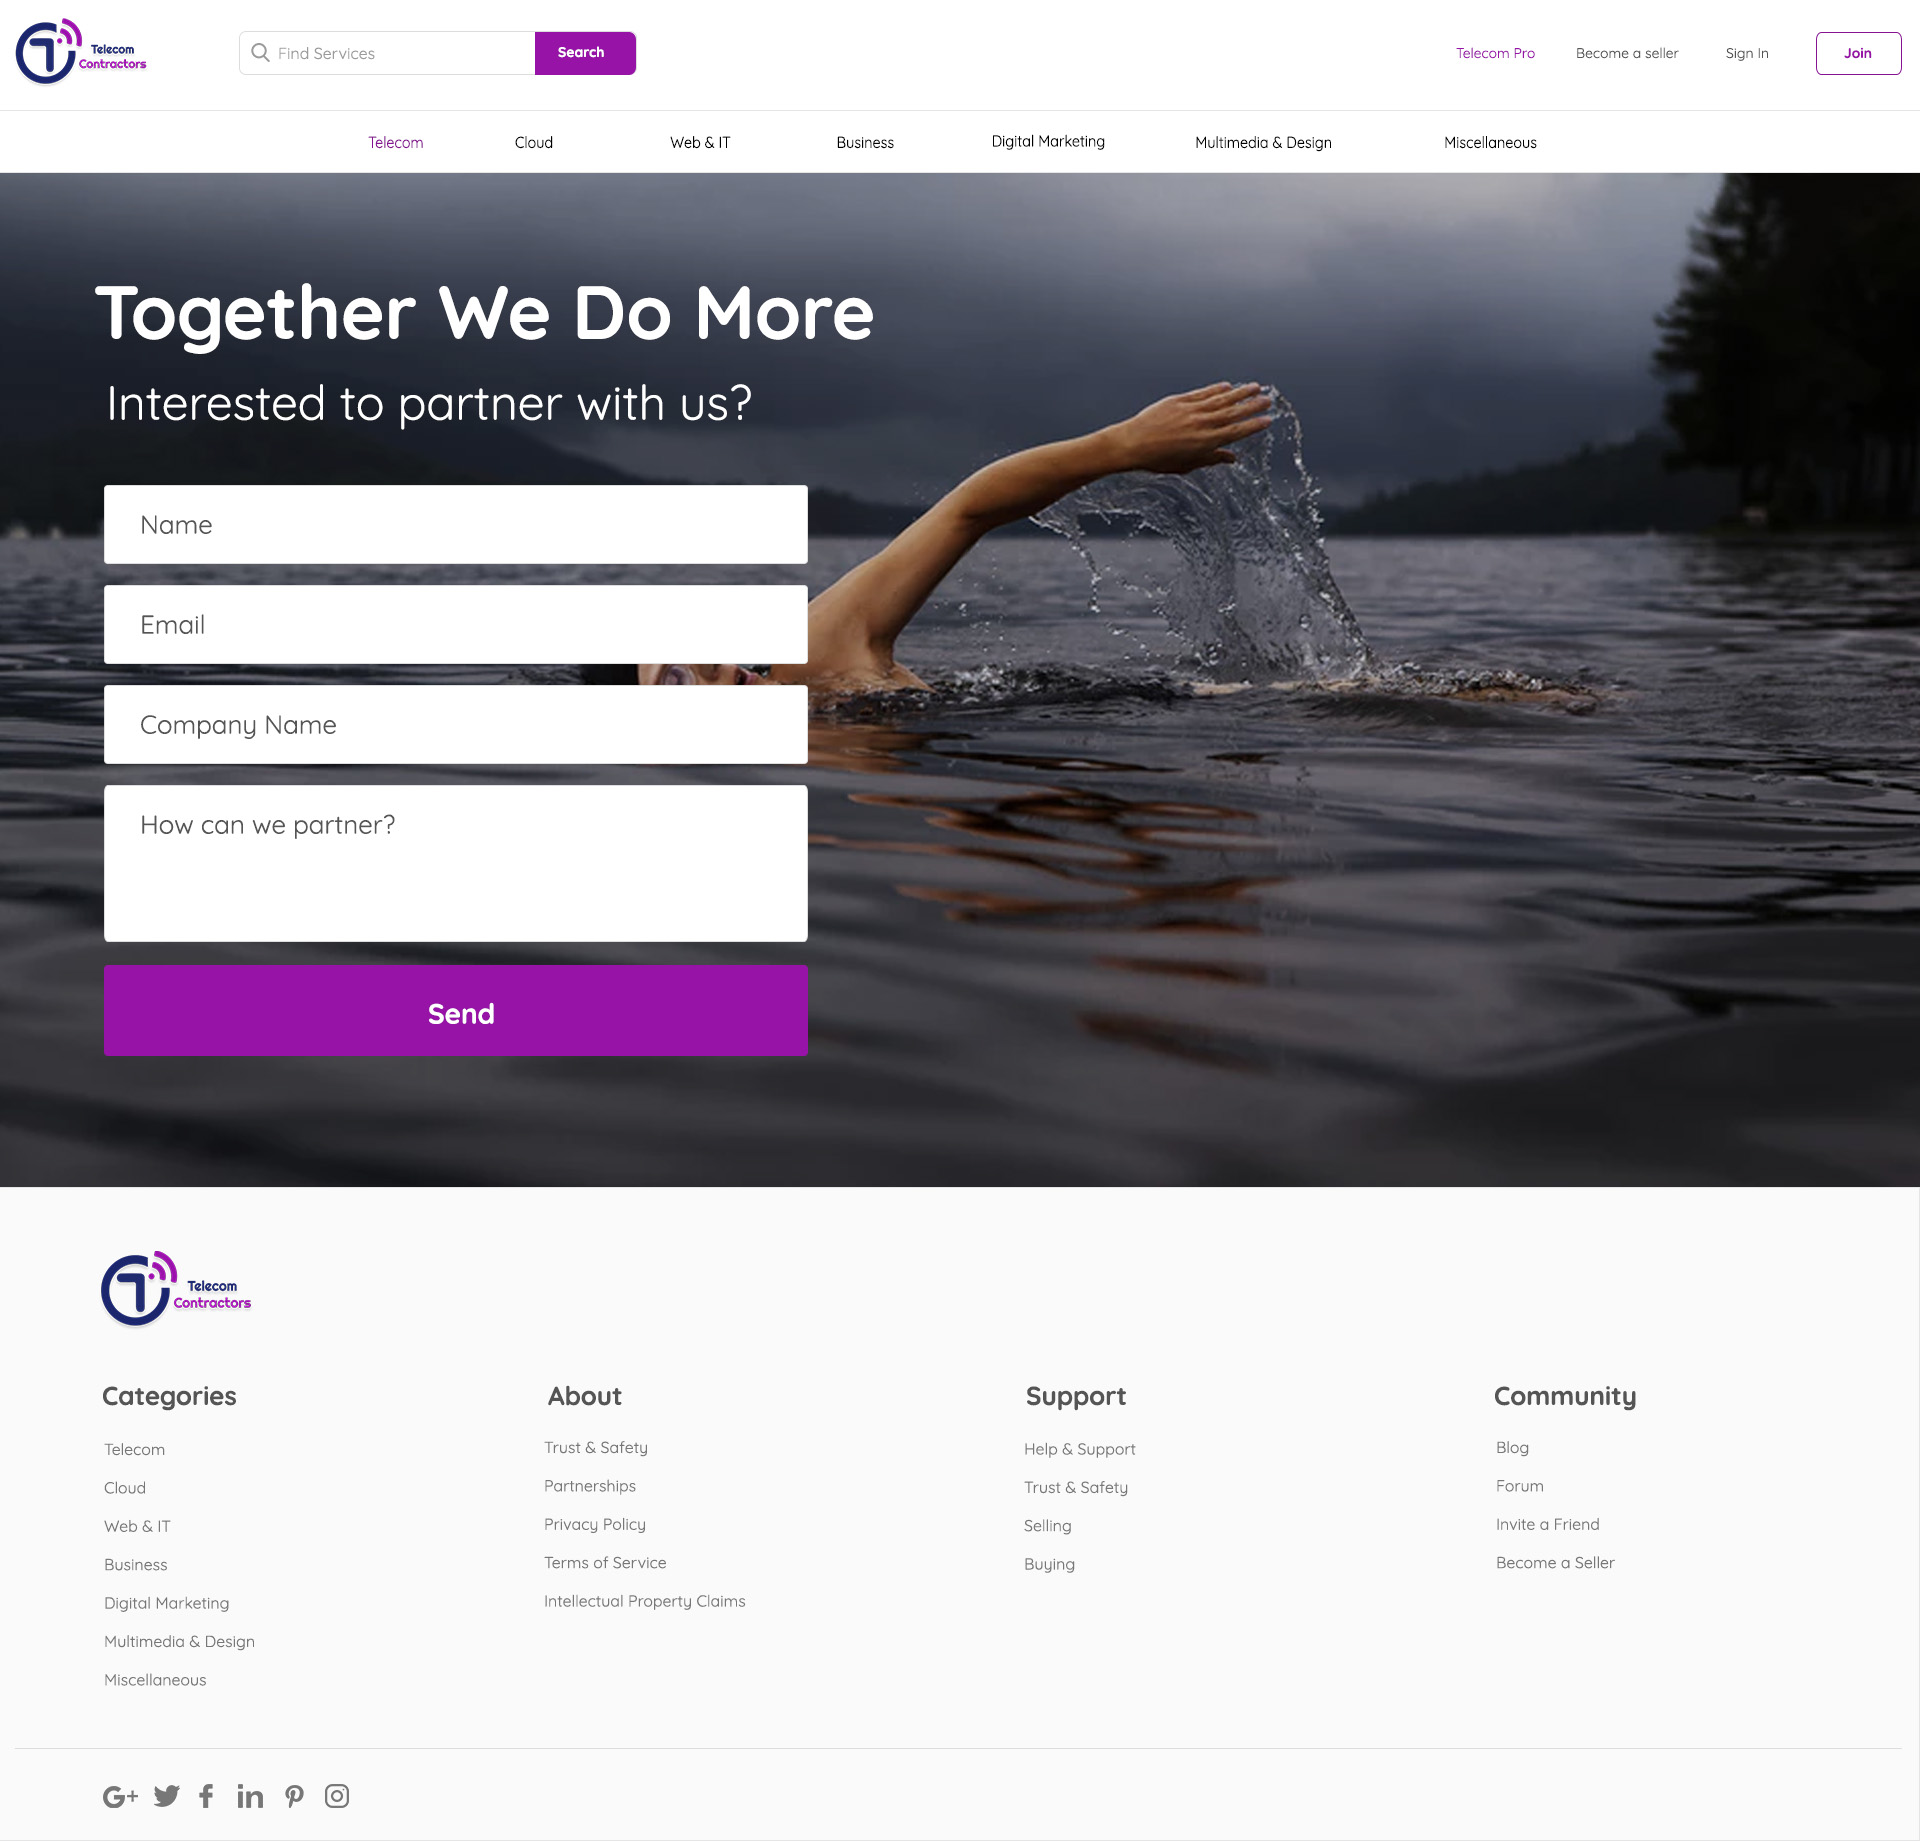 Telecom
Contractors
Find Services
Search
Telecom Pro
Become a seller
Sign In
Join
Telecom
Cloud
Web & IT
Business
Digital Marketing
Multimedia & Design
Miscellaneous
Together We Do More
Interested to partner with us?
Name
Email
Company Name
How can we partner?
Send
Telecom
Contractors
Categories
Telecom
Cloud
Web & IT
Business
Digital Marketing
Multimedia & Design
Miscellaneous
About
Trust & Safety
Partnerships
Privacy Policy
Terms of Service
Intellectual Property Claims
Support
Help & Support
Trust & Safety
Selling
Buying
Community
Blog
Forum
Invite a Friend
Become a Seller